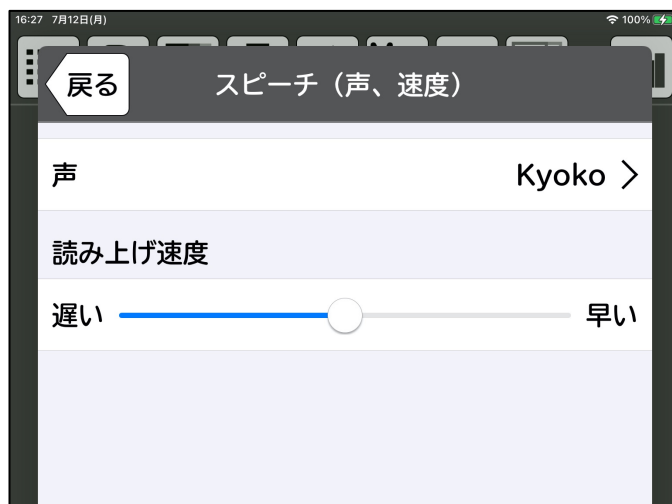 16:27 7月12日(月) 100%
戻る スピーチ（声、速度）
声 Kyoko
読み上げ速度
遅い 早い